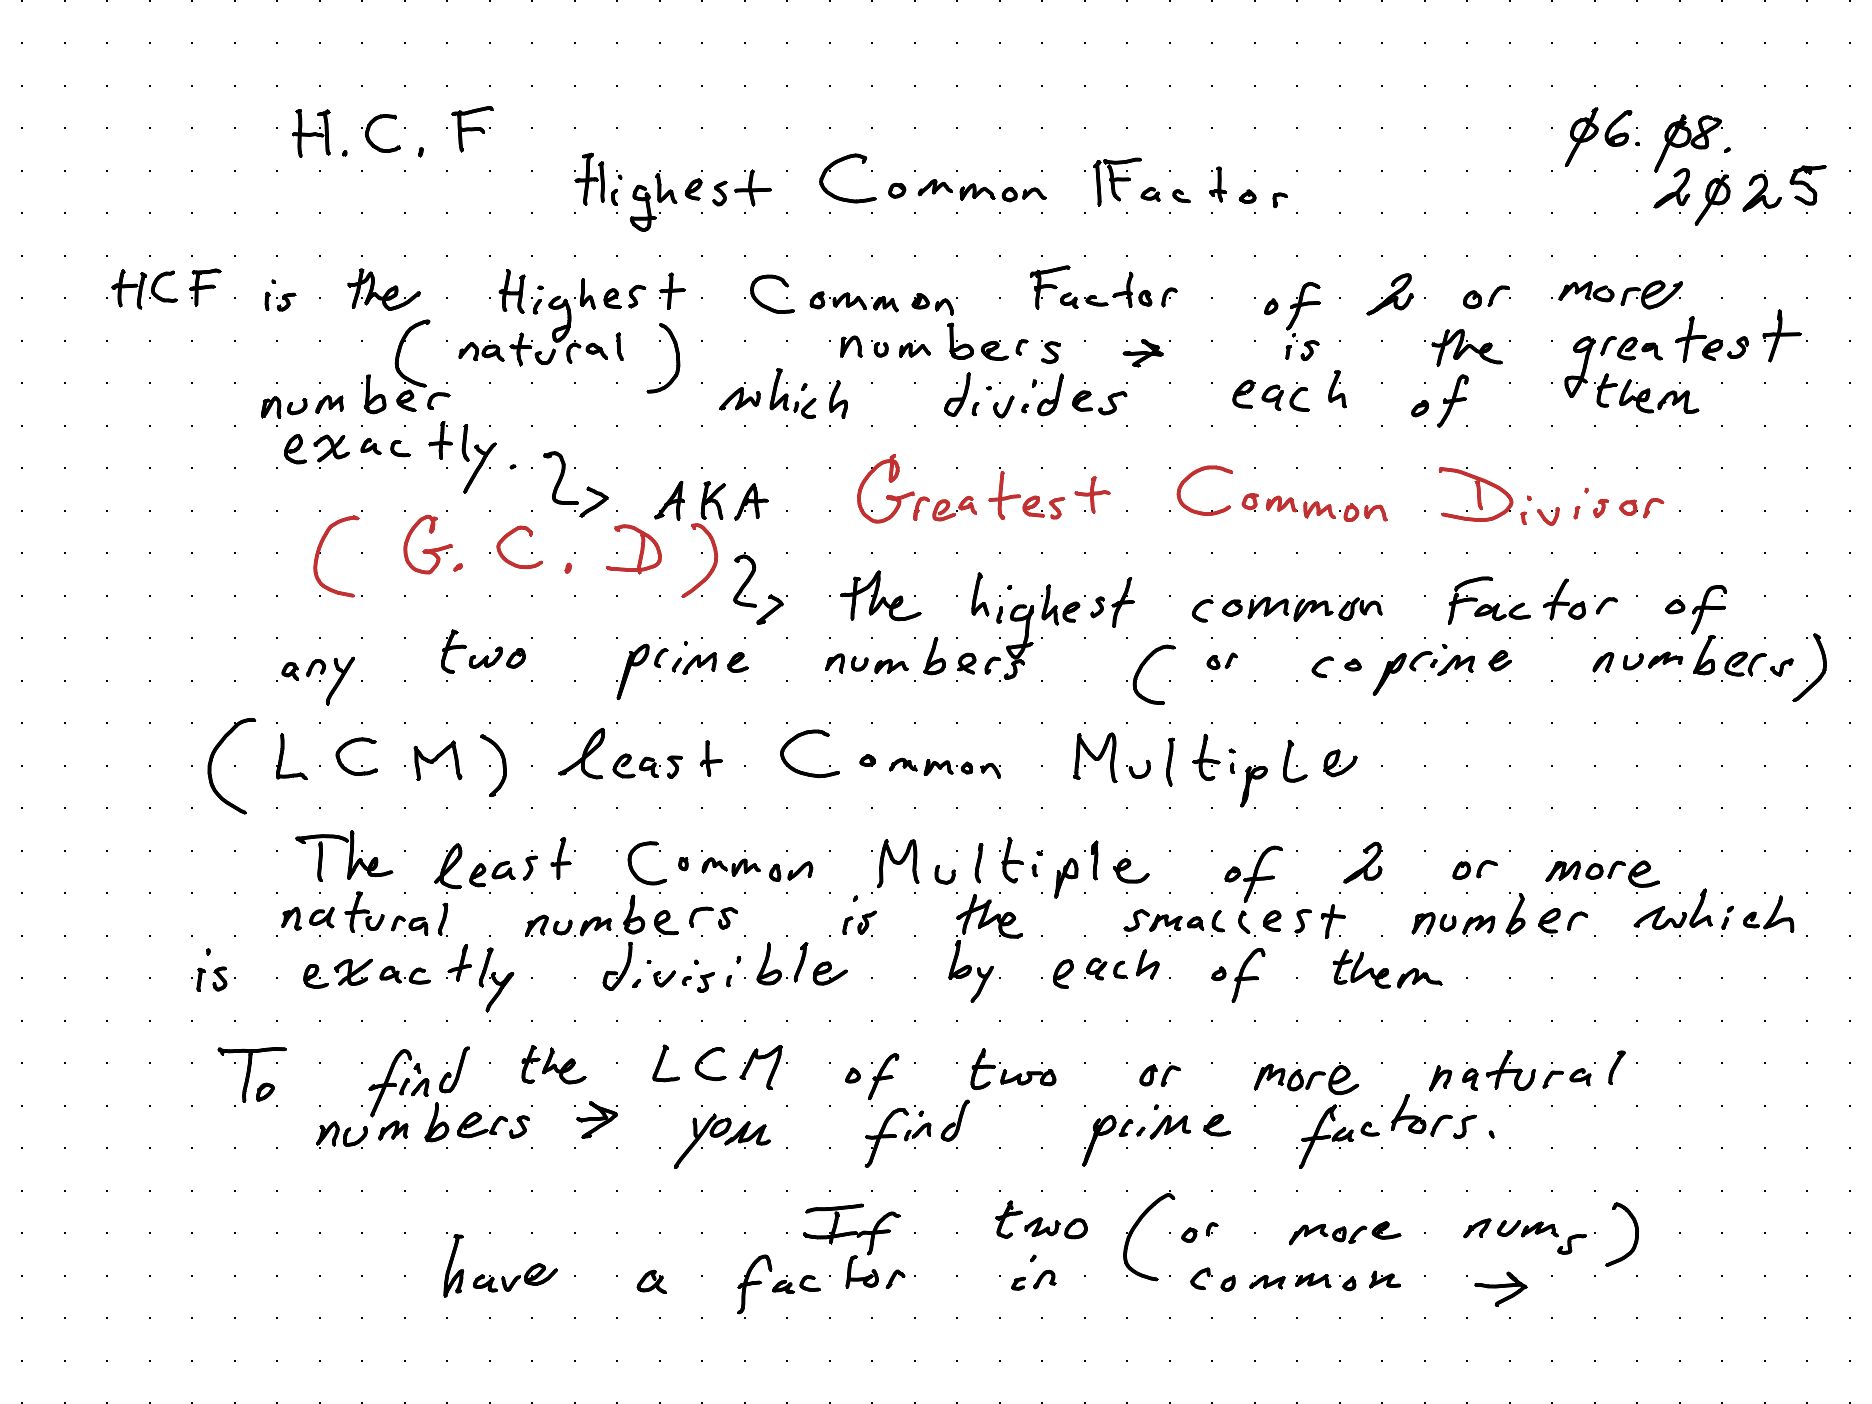 H.C.F
06.08.
2025
Highest Common Factor
HCF is the Highest Common Factor of 2 or more
(natural) numbers → is the greatest
number which divides each of them
exactly.
→ AKA Greatest Common Divisor
(G.C.D)
→ the highest common Factor of
any two prime numbers (or coprime numbers)
(LCM) least Common Multiple
The least Common Multiple of 2 or more
natural numbers is the smallest number which
is exactly divisible by each of them
To find the LCM of two or more natural
numbers → you find prime factors.
If two (or more nums)
have a factor in common →